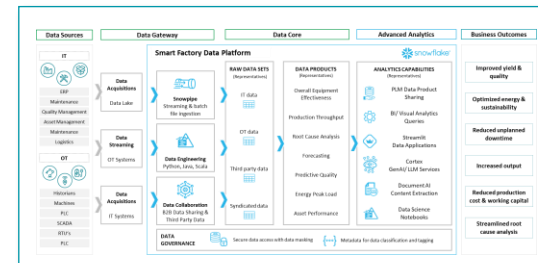 Data Sources
Data Gateway
Data Core
Advanced Analytics
Business Outcomes
IT
ERP
Maintenance
Quality Management
Asset Management
Maintenance
Logistics
OT
Historians
Machines
PLC
SCADA
RTU's
PLC
Data
Acquisitions
Data Lake
Data
Streaming
OT Systems
Data
Acquisitions
IT Systems
Smart Factory Data Platform
snowflake
Snowpipe
Streaming & batch
file ingestion
Data Engineering
Python, Java, Scala
Data Collaboration
B2B Data Sharing &
Third Party Data
RAW DATA SETS
(Representations)
IT data
OT data
Third party data
Syndicated data
DATA PRODUCTS
(Representations)
Overall Equipment
Effectiveness
Production Throughput
Root Cause Analysis
Forecasting
Predictive Quality
Energy Peak Load
Asset Performance
ANALYTICS CAPABILITIES
(Representatives)
PLM Data Product
Sharing
BI/ Visual Analytics
Queries
Streamlit
Data Applications
Cortex
GenAI/ LLM Services
Document AI
Content Extraction
Data Science
Notebooks
DATA
GOVERNANCE
Secure data access with data masking
Metadata for data classification and tagging
Improved yield &
quality
Optimized energy &
sustainability
Reduced unplanned
downtime
Increased output
Reduced production
cost & working capital
Streamlined root
cause analysis